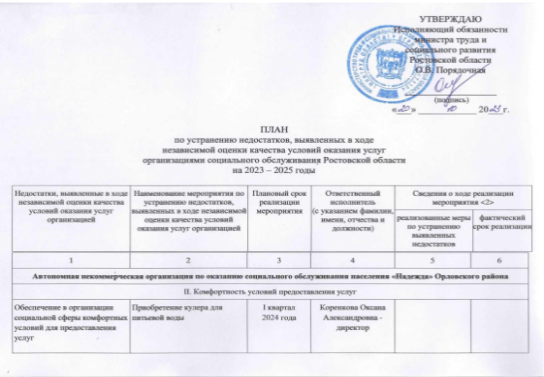 УТВЕРЖДАЮ
Исполняющий обязанности
министра труда и
социального развития
Ростовской области
О.В. Порядочная
(подпись)
«20» 10 2023 г.
ПЛАН
по устранению недостатков, выявленных в ходе
независимой оценки качества условий оказания услуг
организациями социального обслуживания Ростовской области
на 2023 – 2025 годы
Недостатки, выявленные в ходе
независимой оценки качества
условий оказания услуг
организацией
Наименование мероприятия по
устранению недостатков,
выявленных в ходе независимой
оценки качества условий
оказания услуг организацией
Плановый срок
реализации
мероприятия
Ответственный
исполнитель
(с указанием фамилии,
имени, отчества и
должности)
Сведения о ходе реализации
мероприятия <2>
реализованные меры
по устранению
выявленных
недостатков
фактический
срок реализации
1 2 3 4 5 6
Автономная некоммерческая организация по оказанию социального обслуживания населения «Надежда» Орловского района
II. Комфортность условий предоставления услуг
Обеспечение в организации
социальной сферы комфортных
условий для предоставления
услуг
Приобретение кулера для
питьевой воды
I квартал
2024 года
Коренкова Оксана
Александровна -
директор